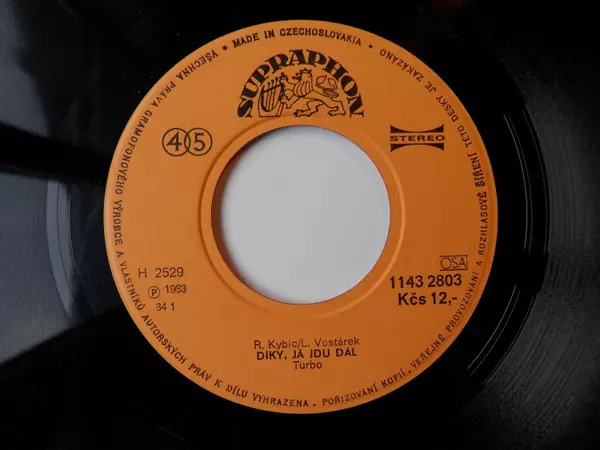 VŠECHNA PRÁVA GRAMOFONOVÉHO VÝROBCE A VLASTNÍKŮ AUTORSKÝCH PRÁV K DÍLU VYHRAZENA. POŘIZOVÁNÍ KOPIÍ, VEŘEJNÉ PROVOZOVÁNÍ A ROZHLASOVÉ ŠÍŘENÍ TÉTO DESKY JE ZAKÁZÁNO
• MADE IN CZECHOSLOVAKIA •
SUPRAPHON
45
STEREO
H 2529
Ⓟ 1983
84 1
OSA
1143 2803
Kčs 12,-
R. Kybic/L. Vostárek
DÍKY, JÁ JDU DÁL
Turbo